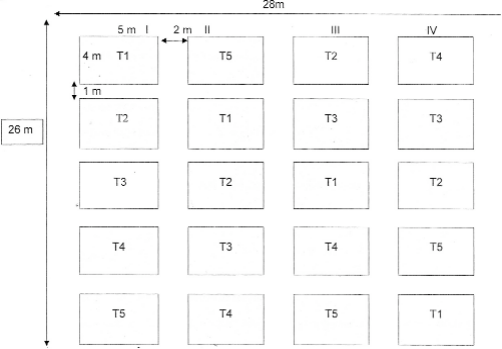 28m
5 m I 2 m II III IV
4 m T1 T5 T2 T4
1 m
T2 T1 T3 T3
26 m
T3 T2 T1 T2
T4 T3 T4 T5
T5 T4 T5 T1